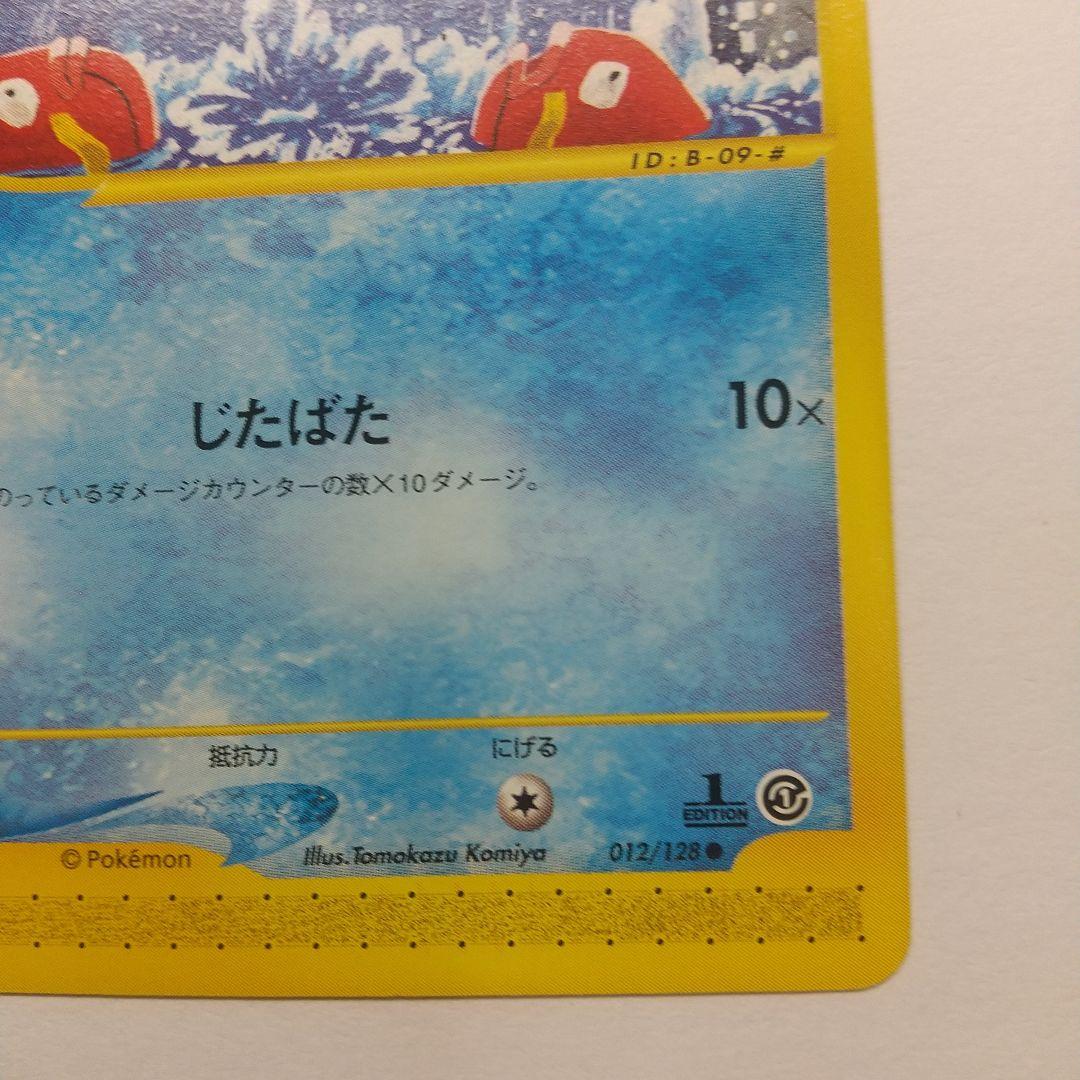 ID:B-09-#
じたばた 10×
のっているダメージカウンターの数×10ダメージ。
抵抗力 にげる
1 EDITION
©Pokémon Illus.Tomokazu Komiya 012/128●